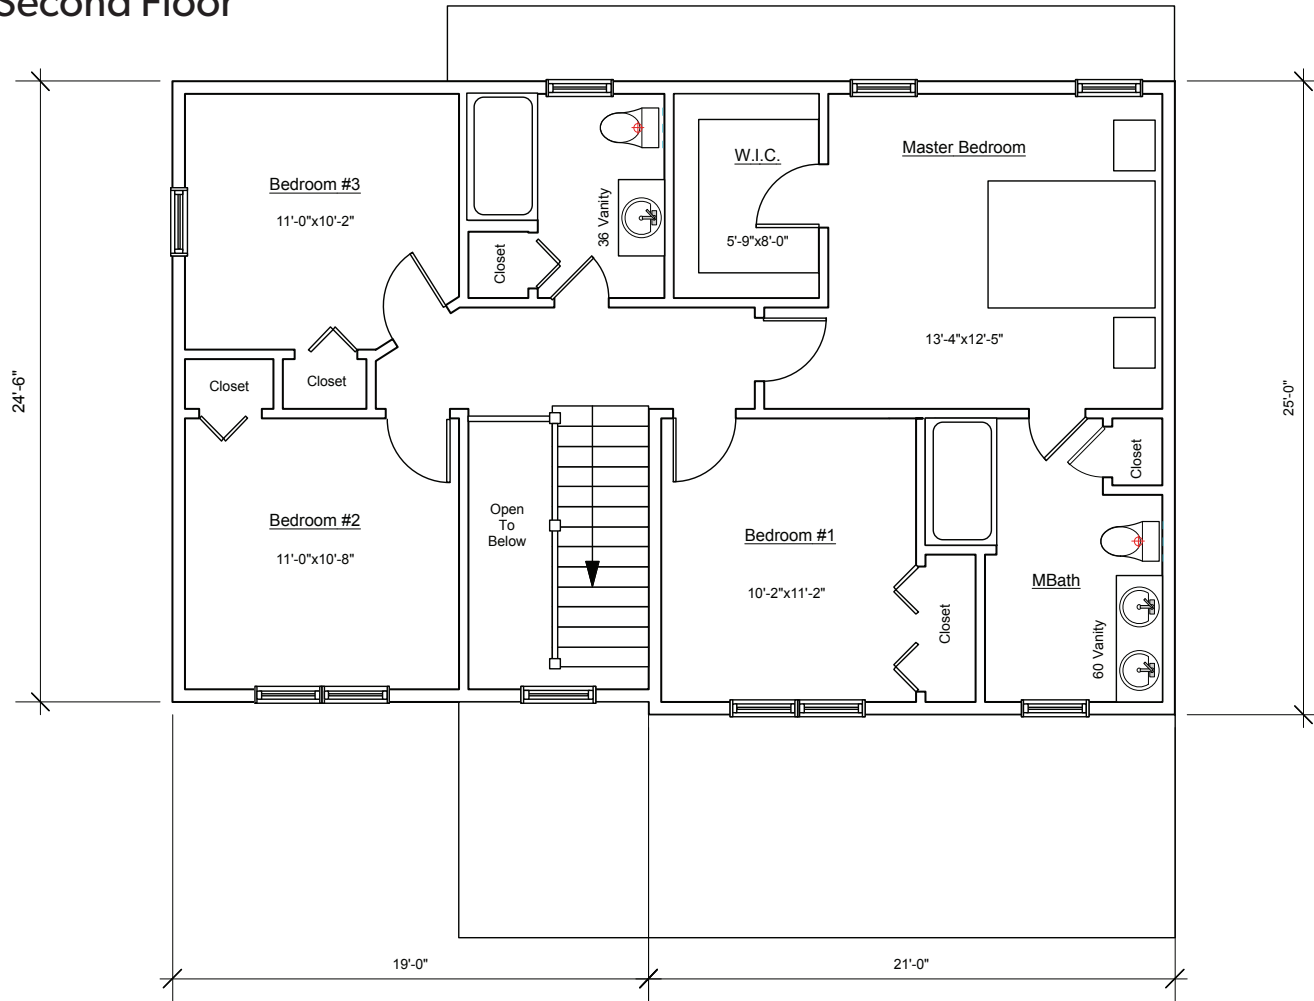 Second Floor
W.I.C.
Master Bedroom
Bedroom #3
11'-0"x10'-2"
36 Vanity
5'-9"x8'-0"
Closet
13'-4"x12'-5"
24'-6"
25'-0"
Closet
Closet
Closet
Open
To
Below
Bedroom #2
11'-0"x10'-8"
Bedroom #1
10'-2"x11'-2"
MBath
Closet
60 Vanity
19'-0"
21'-0"